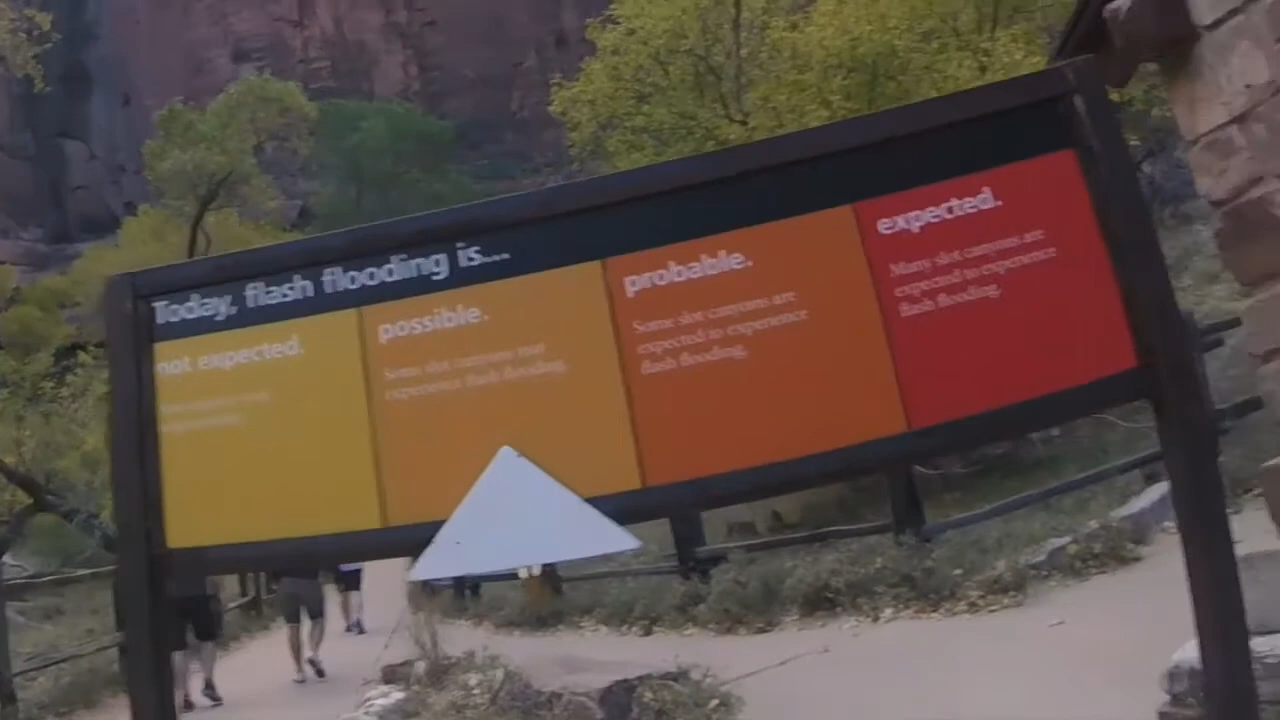 Today, flash flooding is...
not expected.
possible.
Some slot canyons may
experience flash flooding.
probable.
Some slot canyons are
expected to experience
flash flooding.
expected.
Many slot canyons are
expected to experience
flash flooding.